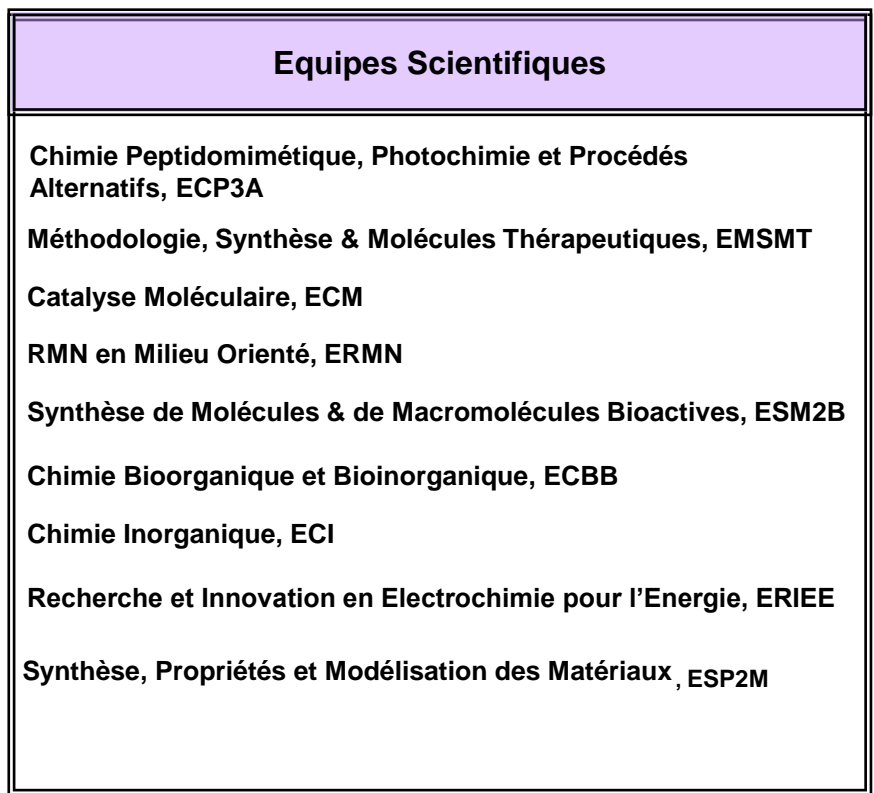 Equipes Scientifiques
Chimie Peptidomimétique, Photochimie et Procédés
Alternatifs, ECP3A
Méthodologie, Synthèse & Molécules Thérapeutiques, EMSMT
Catalyse Moléculaire, ECM
RMN en Milieu Orienté, ERMN
Synthèse de Molécules & de Macromolécules Bioactives, ESM2B
Chimie Bioorganique et Bioinorganique, ECBB
Chimie Inorganique, ECI
Recherche et Innovation en Electrochimie pour l’Energie, ERIEE
Synthèse, Propriétés et Modélisation des Matériaux, ESP2M